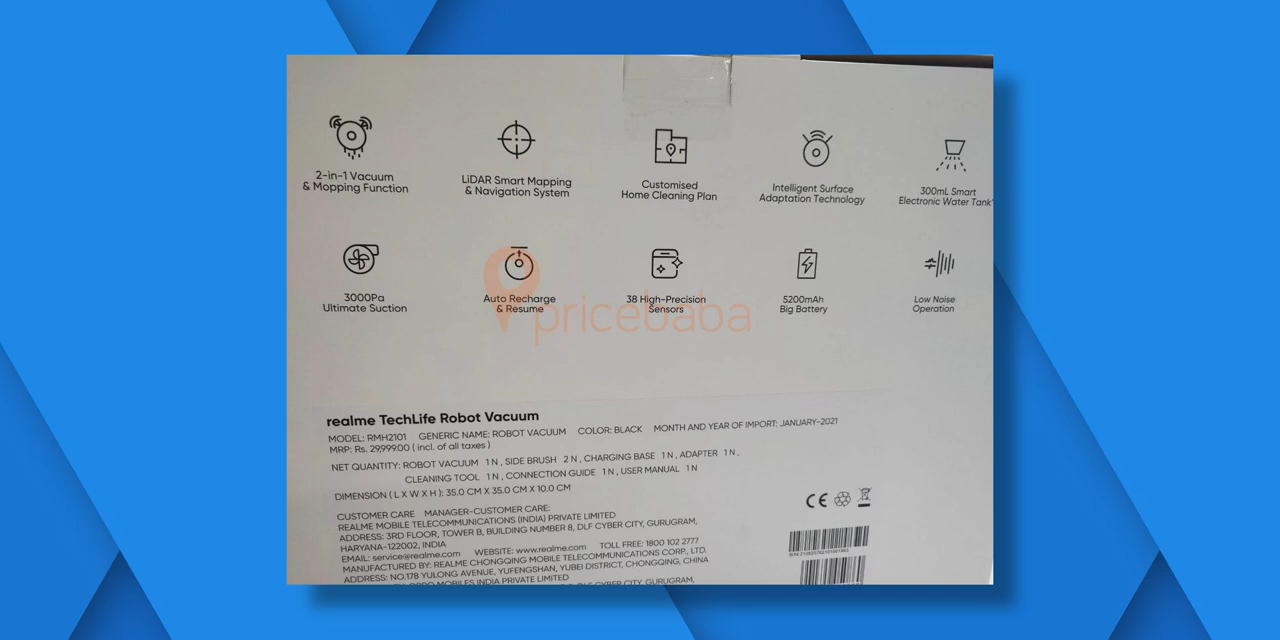 2-in-1 Vacuum
& Mopping Function
LiDAR Smart Mapping
& Navigation System
Customised
Home Cleaning Plan
Intelligent Surface
Adaptation Technology
300mL Smart
Electronic Water Tank*
3000Pa
Ultimate Suction
Auto Recharge
& Resume
38 High-Precision
Sensors
5200mAh
Big Battery
Low Noise
Operation
pricebaba
realme TechLife Robot Vacuum
MODEL: RMH2101 GENERIC NAME: ROBOT VACUUM COLOR: BLACK MONTH AND YEAR OF IMPORT: JANUARY-2021
MRP: Rs. 29,999.00 ( incl. of all taxes )
NET QUANTITY: ROBOT VACUUM 1 N , SIDE BRUSH 2 N , CHARGING BASE 1 N , ADAPTER 1 N ,
CLEANING TOOL 1 N , CONNECTION GUIDE 1 N , USER MANUAL 1 N
DIMENSION ( L X W X H ): 35.0 CM X 35.0 CM X 10.0 CM
CUSTOMER CARE MANAGER-CUSTOMER CARE:
REALME MOBILE TELECOMMUNICATIONS (INDIA) PRIVATE LIMITED
ADDRESS: 3RD FLOOR, TOWER B, BUILDING NUMBER 8, DLF CYBER CITY, GURUGRAM,
HARYANA-122002, INDIA
EMAIL: service@realme.com WEBSITE: www.realme.com TOLL FREE: 1800 102 2777
MANUFACTURED BY: REALME CHONGQING MOBILE TELECOMMUNICATIONS CORP., LTD.
ADDRESS: NO.178 YULONG AVENUE, YUFENGSHAN, YUBEI DISTRICT, CHONGQING, CHINA
OPPO MOBILES INDIA PRIVATE LIMITED
DLF CYBER CITY, GURUGRAM,
CE